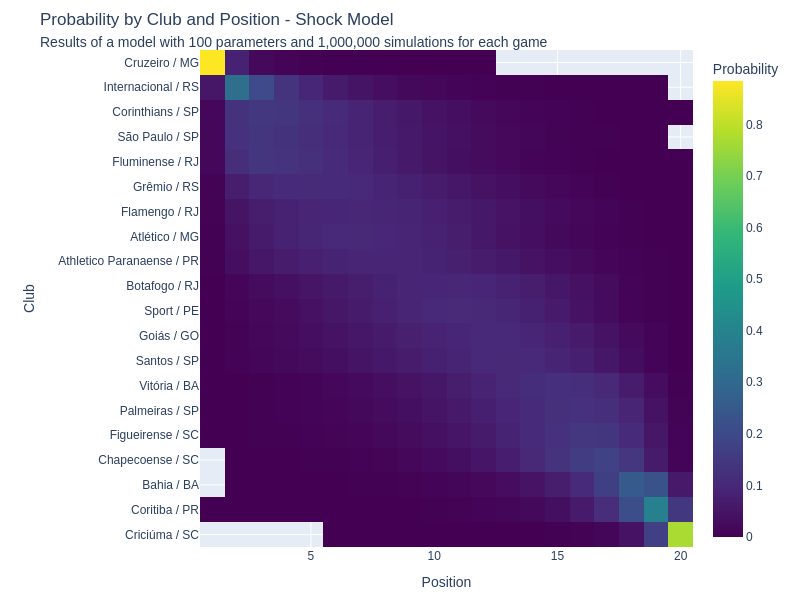 Probability by Club and Position - Shock Model
Results of a model with 100 parameters and 1,000,000 simulations for each game
Probability
Club
Cruzeiro / MG
Internacional / RS
Corinthians / SP
São Paulo / SP
Fluminense / RJ
Grêmio / RS
Flamengo / RJ
Atlético / MG
Athletico Paranaense / PR
Botafogo / RJ
Sport / PE
Goiás / GO
Santos / SP
Vitória / BA
Palmeiras / SP
Figueirense / SC
Chapecoense / SC
Bahia / BA
Coritiba / PR
Criciúma / SC
0.8
0.7
0.6
0.5
0.4
0.3
0.2
0.1
0
5 10 15 20
Position